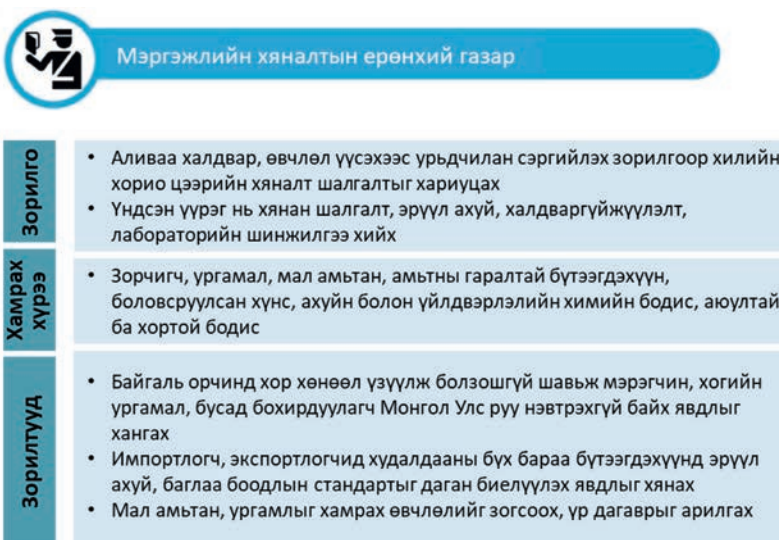 Мэргэжлийн хяналтын ерөнхий газар
Зорилго
• Аливаа халдвар, өвчлөл үүсэхээс урьдчилан сэргийлэх зорилгоор хилийн
хорио цээрийн хяналт шалгалтыг хариуцах
• Үндсэн үүрэг нь хянан шалгалт, эрүүл ахуй, халдваргүйжүүлэлт,
лабораторийн шинжилгээ хийх
Хамрах
хүрээ
• Зорчигч, ургамал, мал амьтан, амьтны гаралтай бүтээгдэхүүн,
боловсруулсан хүнс, ахуйн болон үйлдвэрлэлийн химийн бодис, аюултай
ба хортой бодис
Зорилтууд
• Байгаль орчинд хор хөнөөл үзүүлж болзошгүй шавьж мэрэгчин, хогийн
ургамал, бусад бохирдуулагч Монгол Улс руу нэвтрэхгүй байх явдлыг
хангах
• Импортлогч, экспортлогчид худалдааны бүх бараа бүтээгдэхүүнд эрүүл
ахуй, баглаа боодлын стандартыг даган биелүүлэх явдлыг хянах
• Мал амьтан, ургамлыг хамрах өвчлөлийг зогсоох, үр дагаврыг арилгах